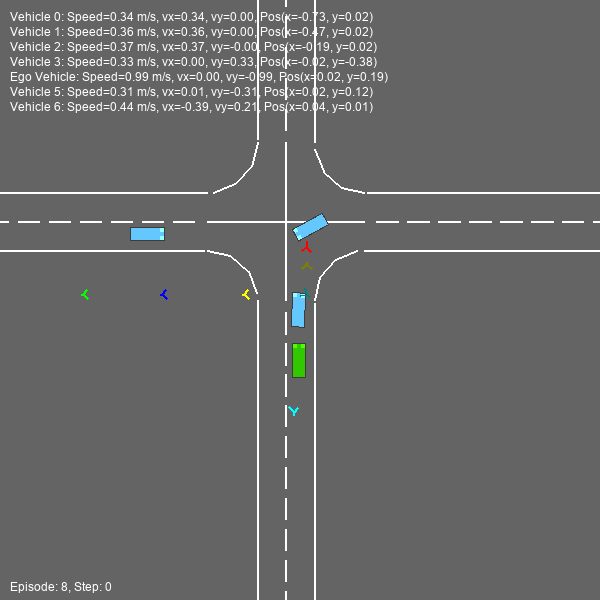 Vehicle 0: Speed=0.34 m/s, vx=0.34, vy=0.00, Pos(x=-0.73, y=0.02)
Vehicle 1: Speed=0.36 m/s, vx=0.36, vy=0.00, Pos(x=-0.47, y=0.02)
Vehicle 2: Speed=0.37 m/s, vx=0.37, vy=-0.00, Pos(x=-0.19, y=0.02)
Vehicle 3: Speed=0.33 m/s, vx=0.00, vy=0.33, Pos(x=-0.02, y=-0.38)
Ego Vehicle: Speed=0.99 m/s, vx=0.00, vy=-0.99, Pos(x=0.02, y=0.19)
Vehicle 5: Speed=0.31 m/s, vx=0.01, vy=-0.31, Pos(x=0.02, y=0.12)
Vehicle 6: Speed=0.44 m/s, vx=-0.39, vy=0.21, Pos(x=0.04, y=0.01)
Episode: 8, Step: 0